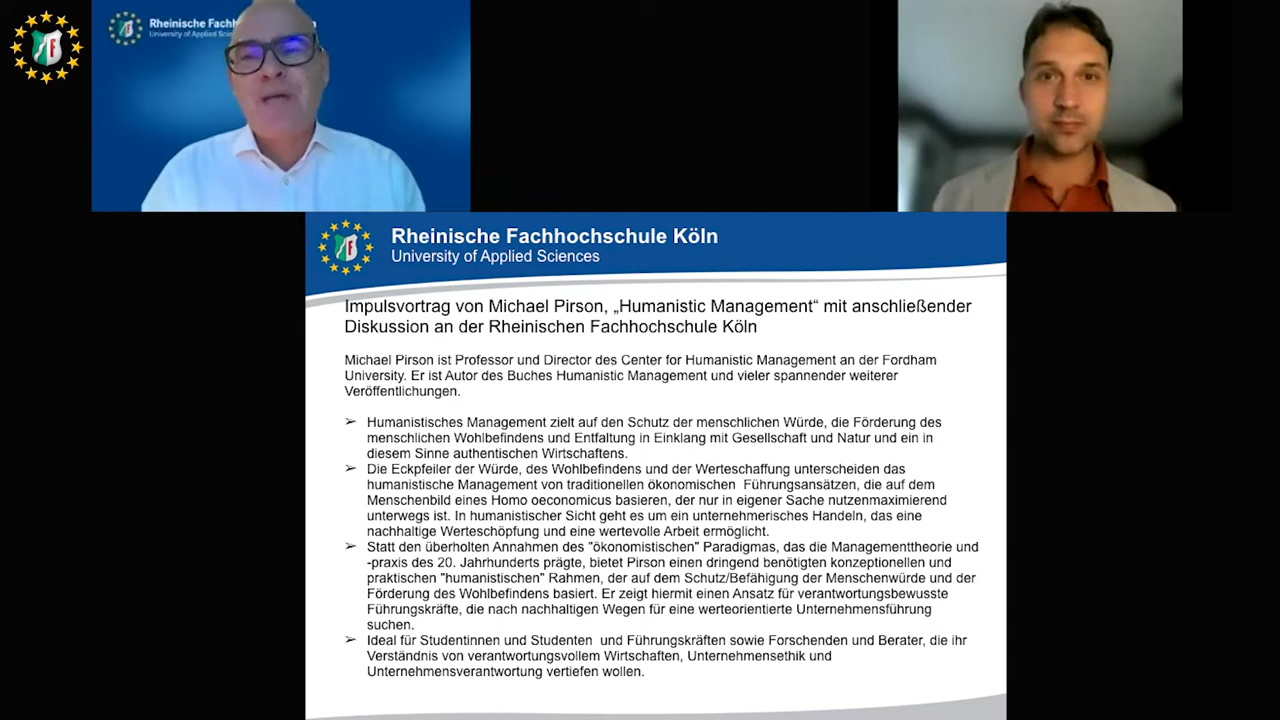 Rheinische Fachh
öln
University of Applied Scien
F
Rheinische Fachhochschule Köln
University of Applied Sciences
F
Impulsvortrag von Michael Pirson, „Humanistic Management“ mit anschließender
Diskussion an der Rheinischen Fachhochschule Köln
Michael Pirson ist Professor und Director des Center for Humanistic Management an der Fordham
University. Er ist Autor des Buches Humanistic Management und vieler spannender weiterer
Veröffentlichungen.
➢ Humanistisches Management zielt auf den Schutz der menschlichen Würde, die Förderung des
menschlichen Wohlbefindens und Entfaltung in Einklang mit Gesellschaft und Natur und ein in
diesem Sinne authentischen Wirtschaftens.
➢ Die Eckpfeiler der Würde, des Wohlbefindens und der Werteschaffung unterscheiden das
humanistische Management von traditionellen ökonomischen Führungsansätzen, die auf dem
Menschenbild eines Homo oeconomicus basieren, der nur in eigener Sache nutzenmaximierend
unterwegs ist. In humanistischer Sicht geht es um ein unternehmerisches Handeln, das eine
nachhaltige Werteschöpfung und eine wertevolle Arbeit ermöglicht.
➢ Statt den überholten Annahmen des "ökonomistischen" Paradigmas, das die Managementtheorie und
-praxis des 20. Jahrhunderts prägte, bietet Pirson einen dringend benötigten konzeptionellen und
praktischen "humanistischen" Rahmen, der auf dem Schutz/Befähigung der Menschenwürde und der
Förderung des Wohlbefindens basiert. Er zeigt hiermit einen Ansatz für verantwortungsbewusste
Führungskräfte, die nach nachhaltigen Wegen für eine werteorientierte Unternehmensführung
suchen.
➢ Ideal für Studentinnen und Studenten und Führungskräften sowie Forschenden und Berater, die ihr
Verständnis von verantwortungsvollem Wirtschaften, Unternehmensethik und
Unternehmensverantwortung vertiefen wollen.